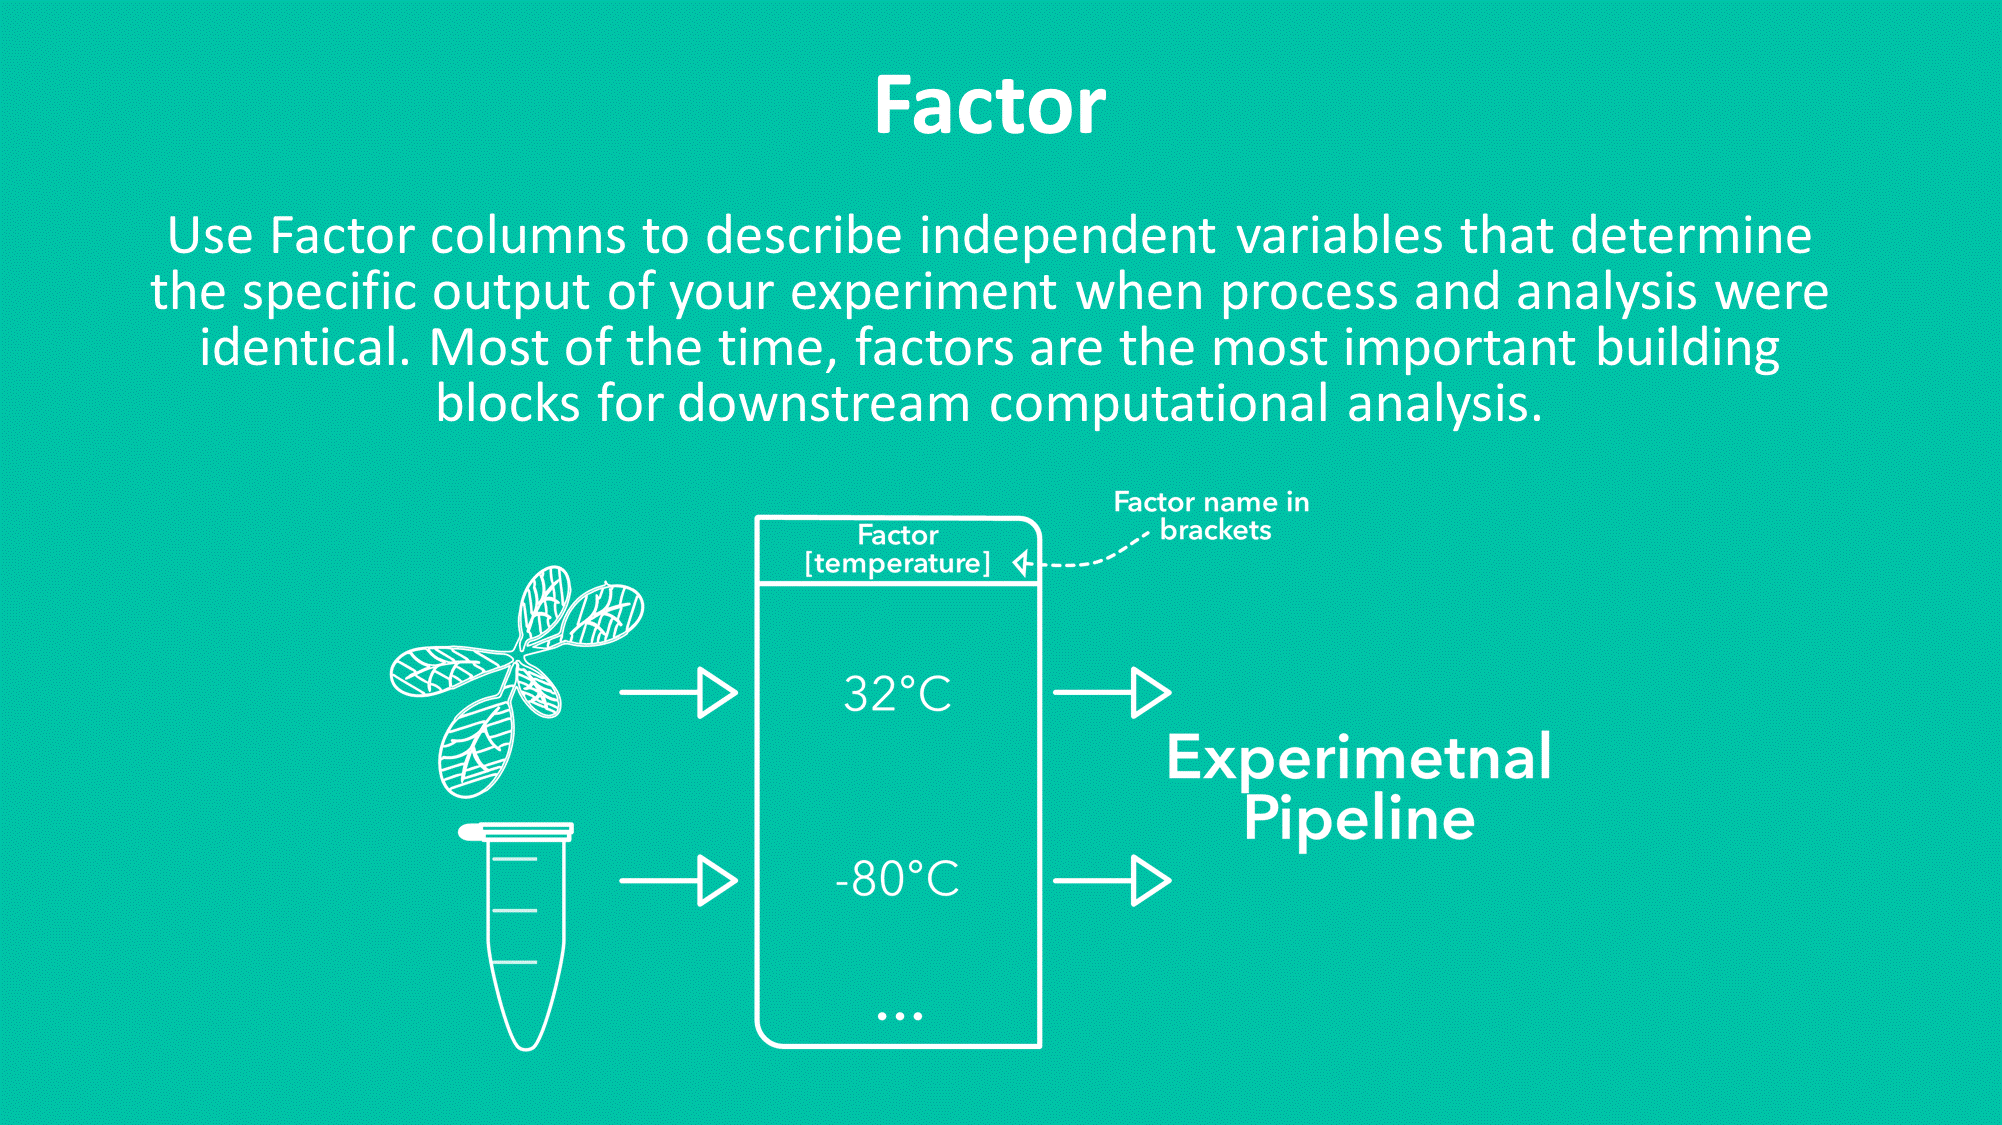 Factor
Use Factor columns to describe independent variables that determine
the specific output of your experiment when process and analysis were
identical. Most of the time, factors are the most important building
blocks for downstream computational analysis.
Factor name in
brackets
Factor
[temperature]
32°C
-80°C
...
Experimetnal
Pipeline